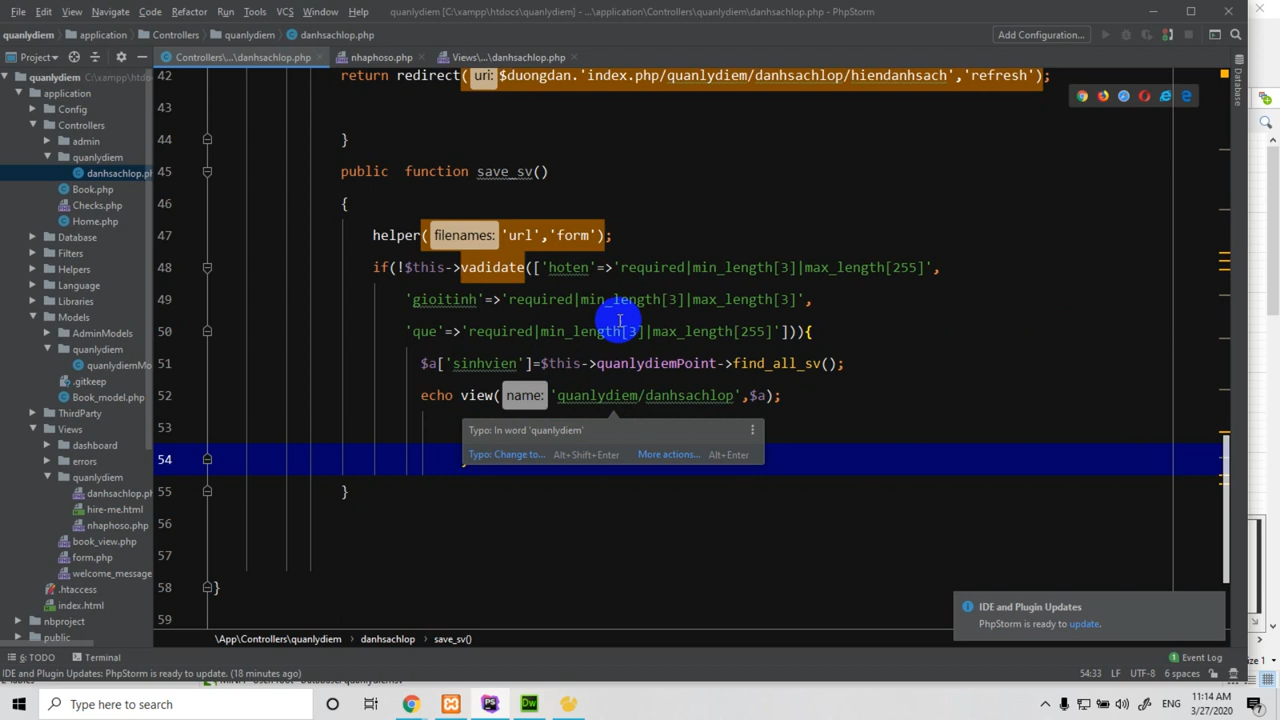 File Edit View Navigate Code Refactor Run Tools VCS Window Help quanlydiem [C:\xampp\htdocs\quanlydiem] - ...\application\Controllers\quanlydiem\danhsachlop.php - PhpStorm
quanlydiem application Controllers quanlydiem danhsachlop.php Add Configuration...
Project Controllers\...\danhsachlop.php nhaphoso.php Views\...\danhsachlop.php
quanlydiem C:\xampp\ht
application
Config
Controllers
admin
quanlydiem
danhsachlop.ph
Book.php
Checks.php
Home.php
Database
Filters
Helpers
Language
Libraries
Models
AdminModels
quanlydiem
quanlydiemMo
.gitkeep
Book_model.php
ThirdParty
Views
dashboard
errors
quanlydiem
danhsachlop.ph
hire-me.html
nhaphoso.php
book_view.php
form.php
welcome_message
.htaccess
index.html
nbproject
public
42 return redirect( uri: $duongdan.'index.php/quanlydiem/danhsachlop/hiendanhsach','refresh');
43
44 }
45 public function save_sv()
46 {
47 helper( filenames: 'url','form');
48 if(!$this->vadidate(['hoten'=>'required|min_length[3]|max_length[255]',
49 'gioitinh'=>'required|min_length[3]|max_length[3]',
50 'que'=>'required|min_length[3]|max_length[255]'])){
51 $a['sinhvien']=$this->quanlydiemPoint->find_all_sv();
52 echo view( name: 'quanlydiem/danhsachlop',$a);
53
54
55 }
56
57
58 }
59
Typo: In word 'quanlydiem'
Typo: Change to... Alt+Shift+Enter More actions... Alt+Enter
Database
IDE and Plugin Updates
PhpStorm is ready to update.
\App\Controllers\quanlydiem danhsachlop save_sv()
6: TODO Terminal 1 Event Log
IDE and Plugin Updates: PhpStorm is ready to update. (18 minutes ago) 54:33 LF UTF-8 6 spaces
Type here to search
ENG
11:14 AM
3/27/2020